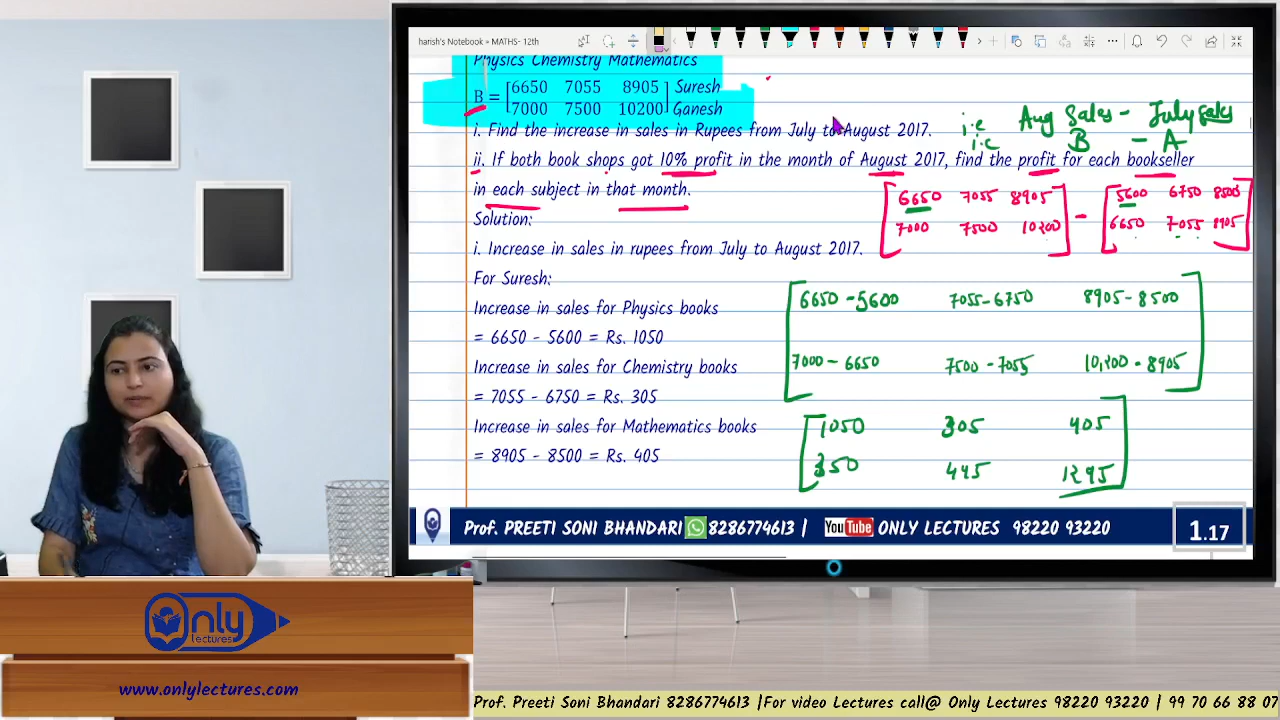 harish's Notebook » MATHS- 12th
Physics Chemistry Mathematics
B = [6650 7055 8905] Suresh
[7000 7500 10200] Ganesh
i. Find the increase in sales in Rupees from July to August 2017.
i.e Aug Sales - July sales
i.e B - A
ii. If both book shops got 10% profit in the month of August 2017, find the profit for each bookseller
in each subject in that month.
[6650 7055 8905] - [5600 6750 8500]
[7000 7500 10200] [6650 7055 8905]
Solution:
i. Increase in sales in rupees from July to August 2017.
For Suresh:
Increase in sales for Physics books
= 6650 - 5600 = Rs. 1050
Increase in sales for Chemistry books
= 7055 - 6750 = Rs. 305
Increase in sales for Mathematics books
= 8905 - 8500 = Rs. 405
[6650 - 5600 7055 - 6750 8905 - 8500]
[7000 - 6650 7500 - 7055 10,200 - 8905]
[1050 305 405]
[350 445 1295]
Prof. PREETI SONI BHANDARI 8286774613 | YouTube ONLY LECTURES 98220 93220
1.17
Only
lectures
www.onlylectures.com
Prof. Preeti Soni Bhandari 8286774613 |For video Lectures call@ Only Lectures 98220 93220 | 99 70 66 88 07